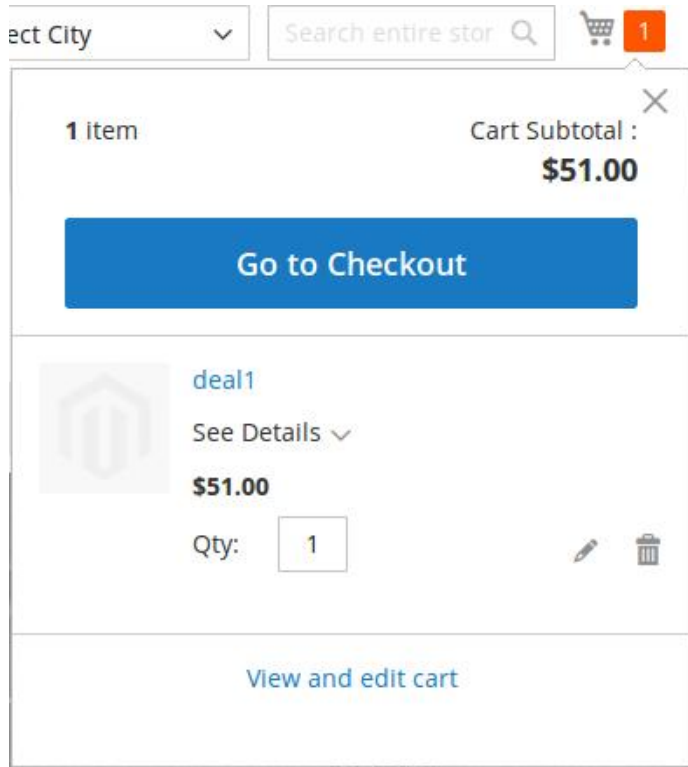 ect City
Search entire stor
1
1 item
Cart Subtotal :
$51.00
Go to Checkout
deal1
See Details
$51.00
Qty: 1
View and edit cart